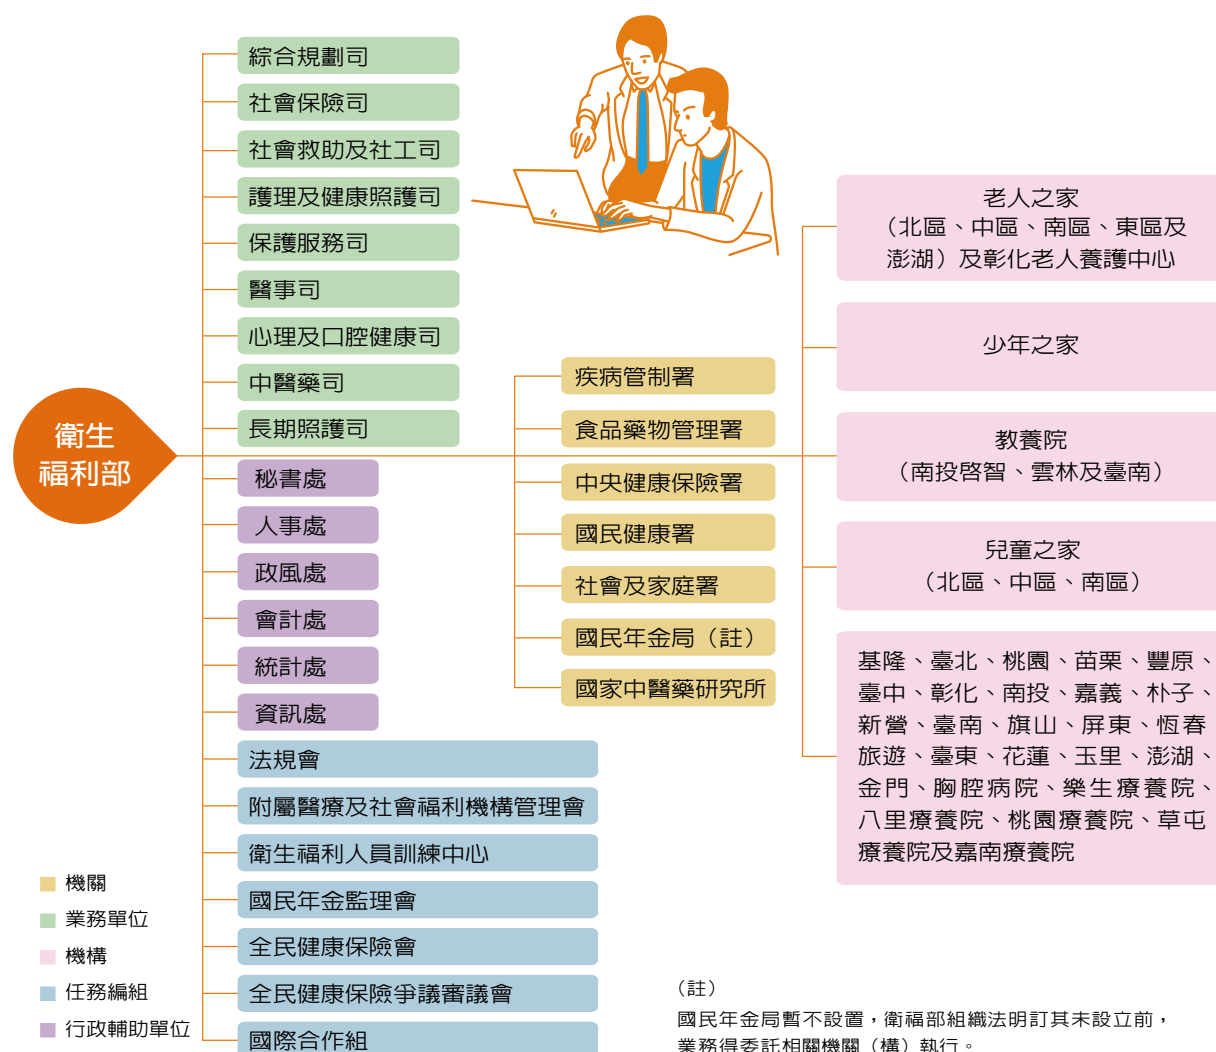 衛生
福利部
綜合規劃司
社會保險司
社會救助及社工司
護理及健康照護司
保護服務司
醫事司
心理及口腔健康司
中醫藥司
長期照護司
秘書處
人事處
政風處
會計處
統計處
資訊處
法規會
附屬醫療及社會福利機構管理會
衛生福利人員訓練中心
國民年金監理會
全民健康保險會
全民健康保險爭議審議會
國際合作組
疾病管制署
食品藥物管理署
中央健康保險署
國民健康署
社會及家庭署
國民年金局（註）
國家中醫藥研究所
老人之家
（北區、中區、南區、東區及
澎湖）及彰化老人養護中心
少年之家
教養院
（南投啓智、雲林及臺南）
兒童之家
（北區、中區、南區）
基隆、臺北、桃園、苗栗、豐原、
臺中、彰化、南投、嘉義、朴子、
新營、臺南、旗山、屏東、恆春
旅遊、臺東、花蓮、玉里、澎湖、
金門、胸腔病院、樂生療養院、
八里療養院、桃園療養院、草屯
療養院及嘉南療養院
機關
業務單位
機構
任務編組
行政輔助單位
（註）
國民年金局暫不設置，衛福部組織法明訂其未設立前，
業務得委託相關機關（構）執行。